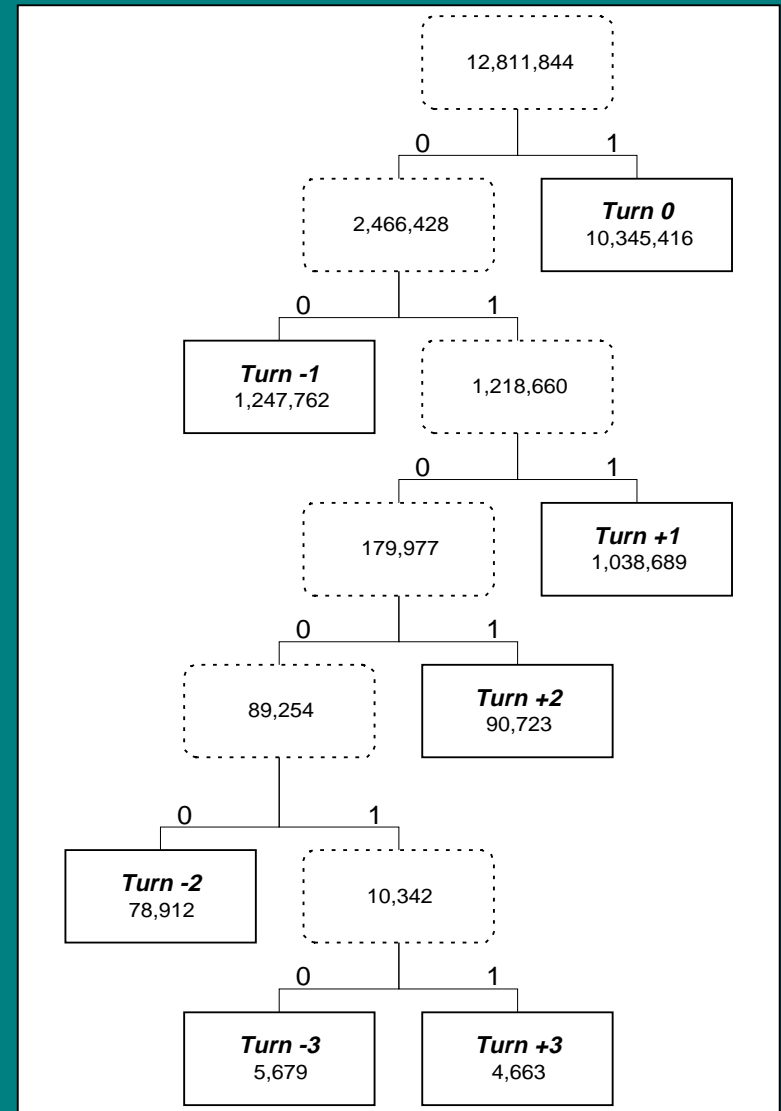 12,811,844
0 1
2,466,428
Turn 0
10,345,416
0 1
Turn -1
1,247,762
1,218,660
0 1
179,977
Turn +1
1,038,689
0 1
89,254
Turn +2
90,723
0 1
Turn -2
78,912
10,342
0 1
Turn -3
5,679
Turn +3
4,663